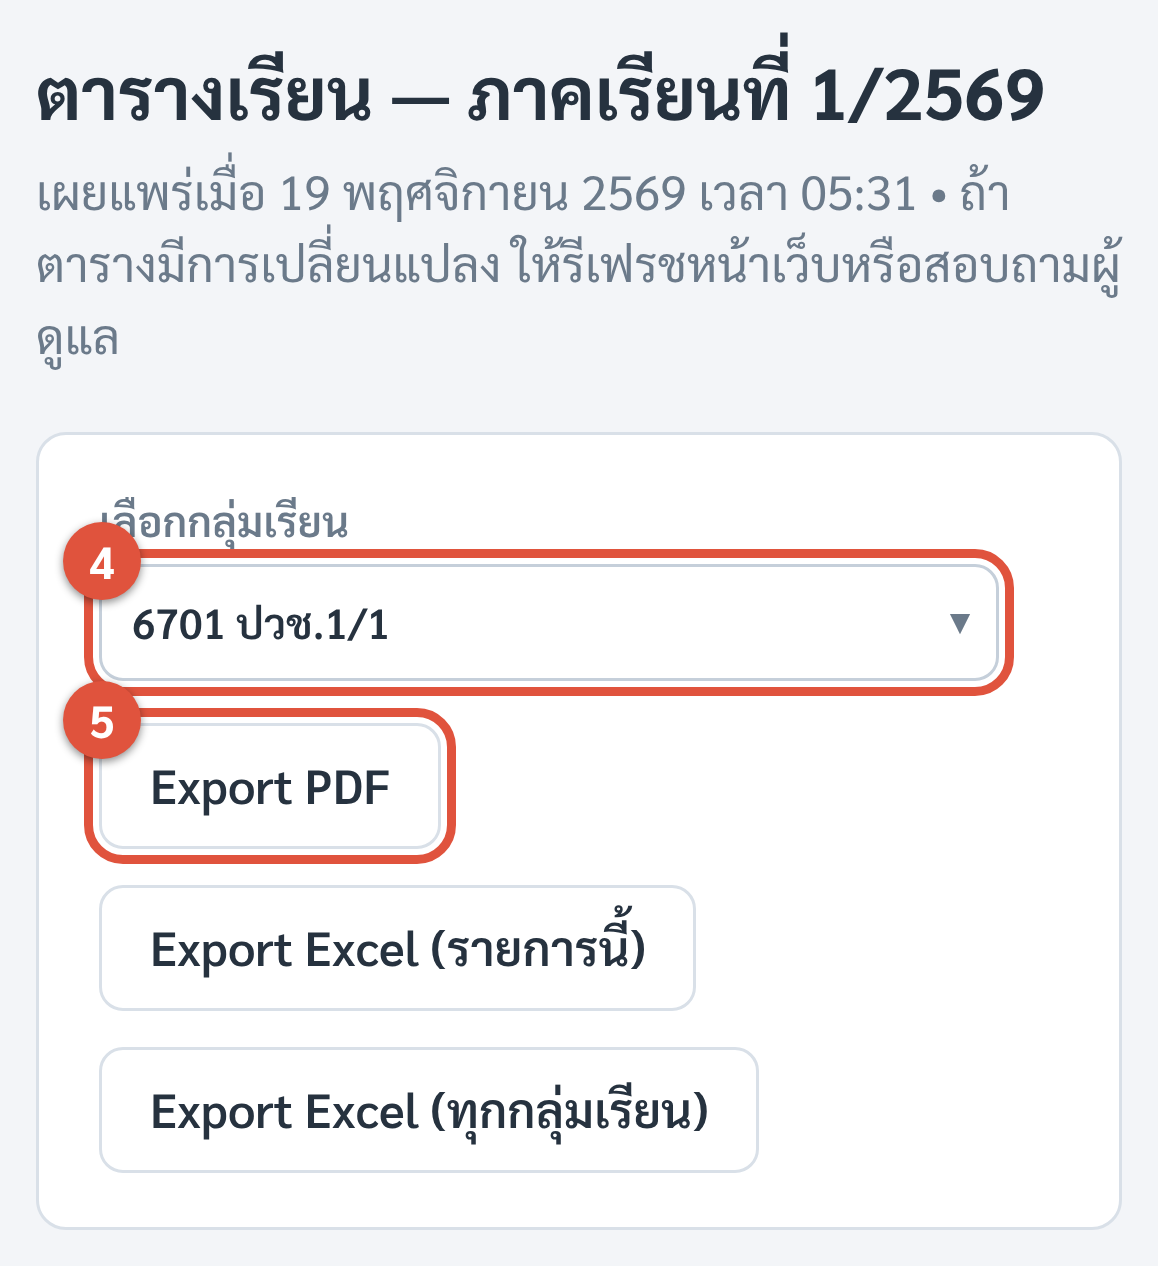 ตารางเรียน — ภาคเรียนที่ 1/2569
เผยแพร่เมื่อ 19 พฤศจิกายน 2569 เวลา 05:31 • ถ้า
ตารางมีการเปลี่ยนแปลง ให้รีเฟรชหน้าเว็บหรือสอบถามผู้
ดูแล
เลือกกลุ่มเรียน
4
6701 ปวช.1/1
5
Export PDF
Export Excel (รายการนี้)
Export Excel (ทุกกลุ่มเรียน)